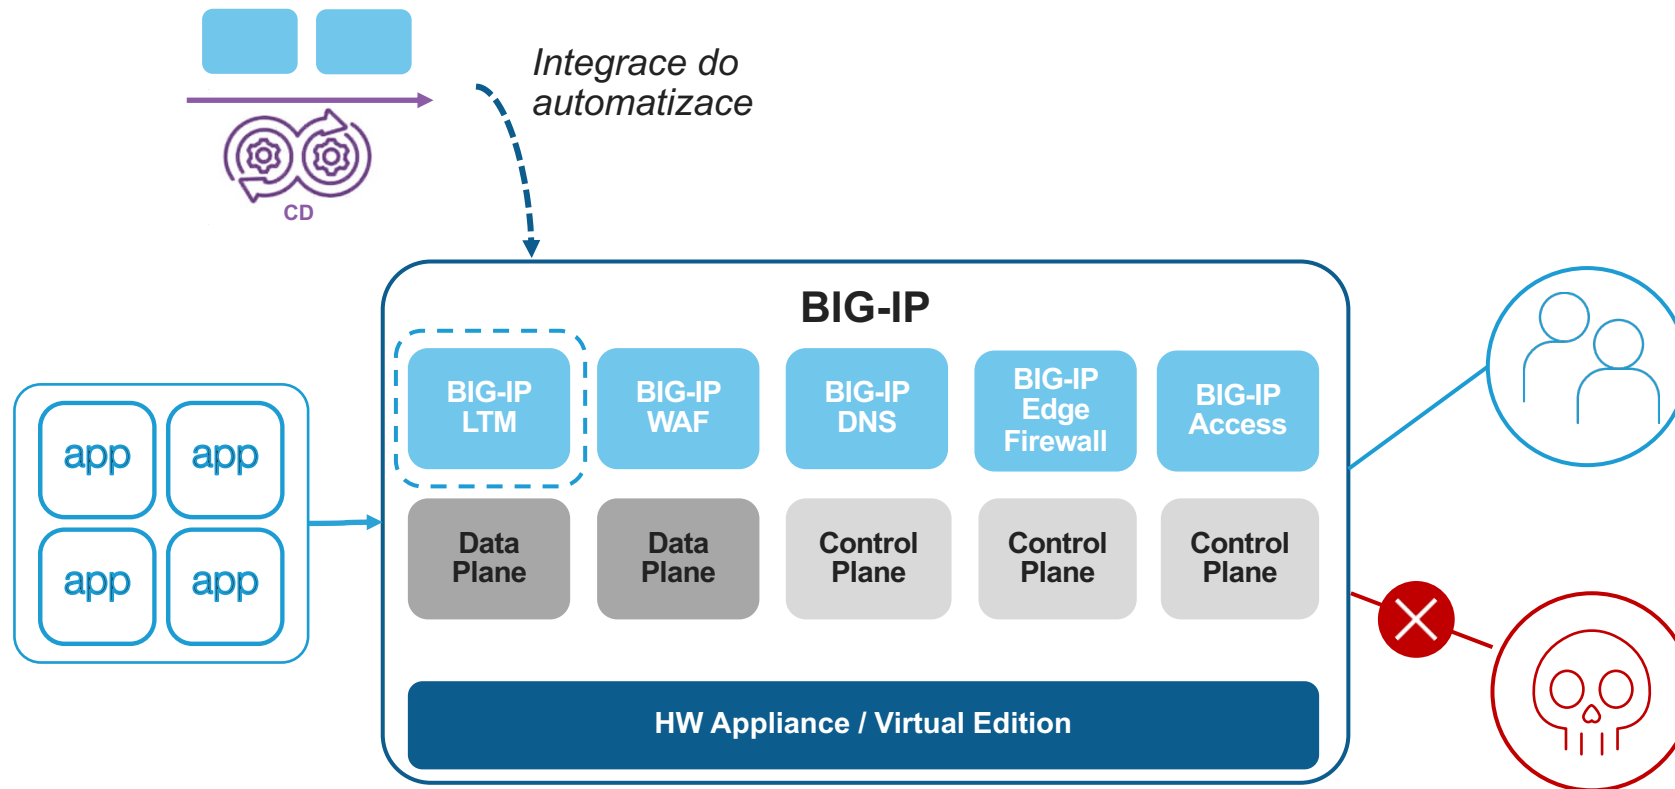 Integrace do
automatizace
CD
BIG-IP
BIG-IP
LTM
BIG-IP
WAF
BIG-IP
DNS
BIG-IP
Edge
Firewall
BIG-IP
Access
app
app
app
app
Data
Plane
Data
Plane
Control
Plane
Control
Plane
Control
Plane
HW Appliance / Virtual Edition